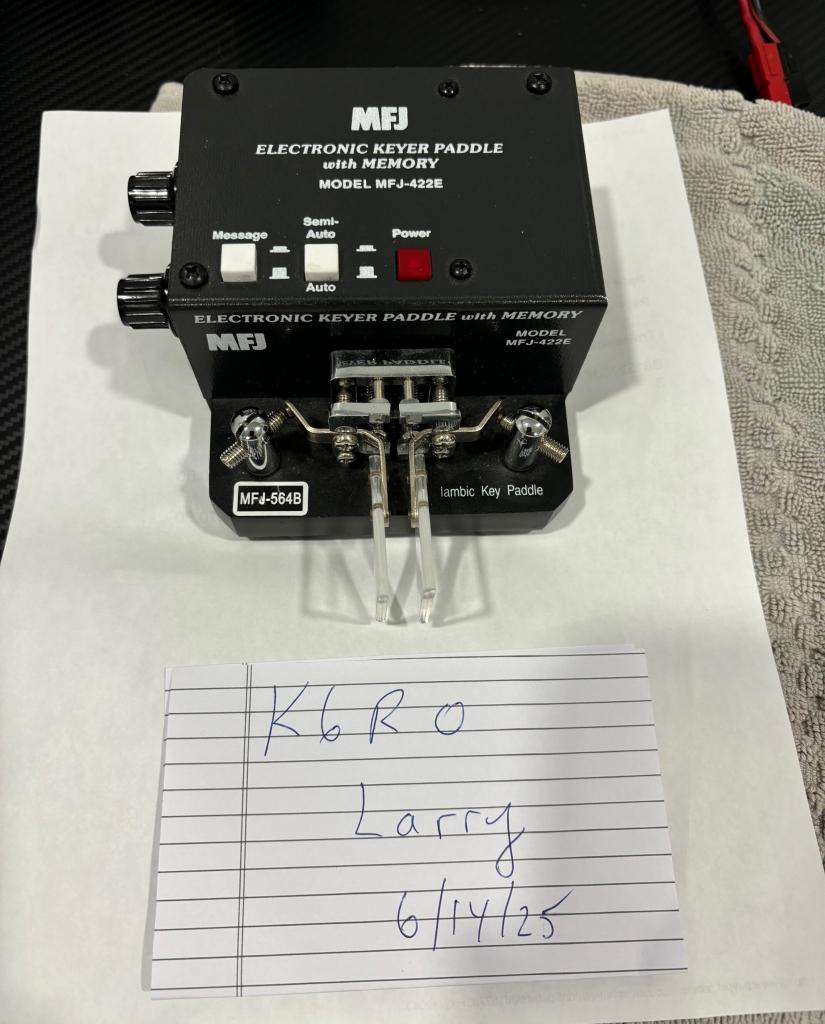 MFJ
ELECTRONIC KEYER PADDLE
with MEMORY
MODEL MFJ-422E
Message
Semi-
Auto
Power
Auto
ELECTRONIC KEYER PADDLE with MEMORY
MFJ
MODEL
MFJ-422E
MFJ-564B
Iambic Key Paddle
K6RO
Larry
6/14/25